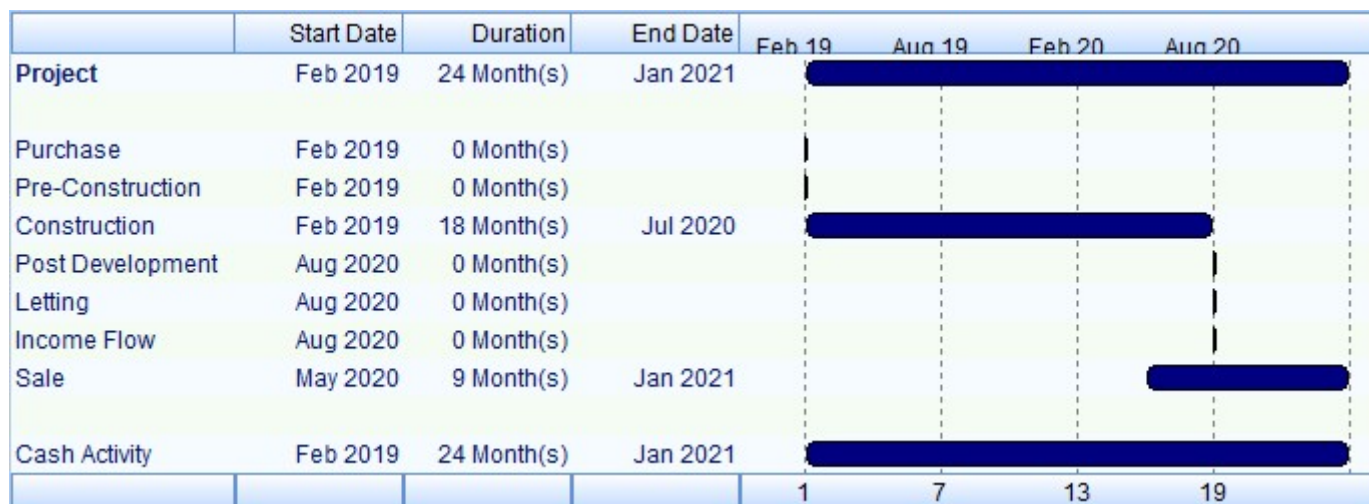 Start Date Duration End Date Feb 19 Aug 19 Feb 20 Aug 20
Project Feb 2019 24 Month(s) Jan 2021
Purchase Feb 2019 0 Month(s)
Pre-Construction Feb 2019 0 Month(s)
Construction Feb 2019 18 Month(s) Jul 2020
Post Development Aug 2020 0 Month(s)
Letting Aug 2020 0 Month(s)
Income Flow Aug 2020 0 Month(s)
Sale May 2020 9 Month(s) Jan 2021
Cash Activity Feb 2019 24 Month(s) Jan 2021
1 7 13 19